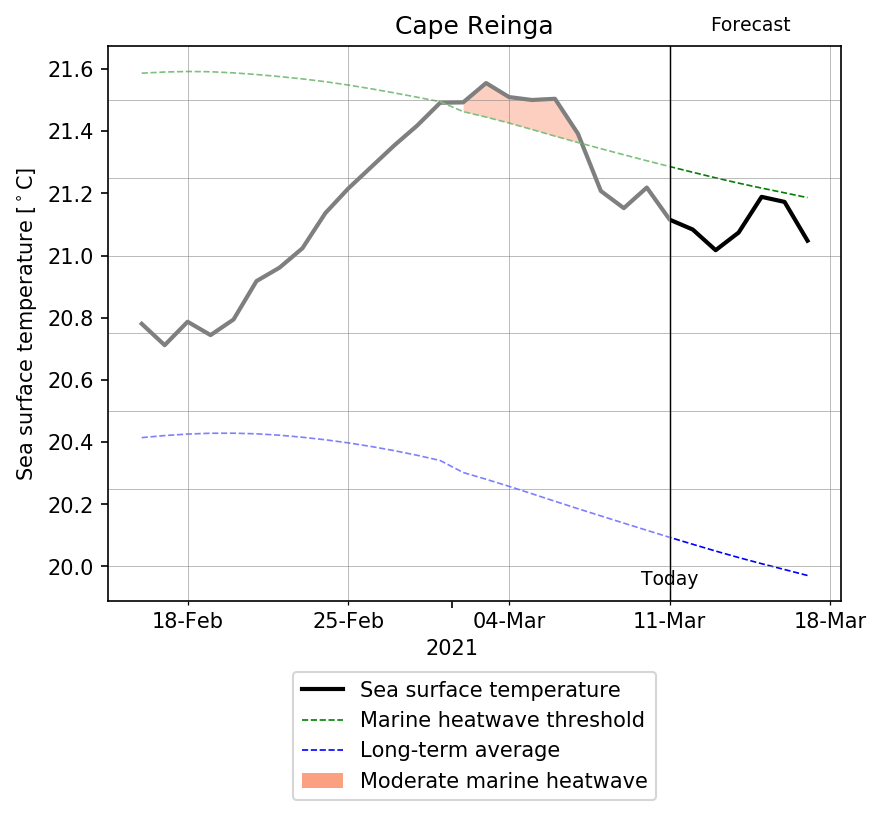 Cape Reinga
Forecast
Sea surface temperature [°C]
21.6
21.4
21.2
21.0
20.8
20.6
20.4
20.2
20.0
Today
18-Feb
25-Feb
04-Mar
11-Mar
18-Mar
2021
Sea surface temperature
Marine heatwave threshold
Long-term average
Moderate marine heatwave